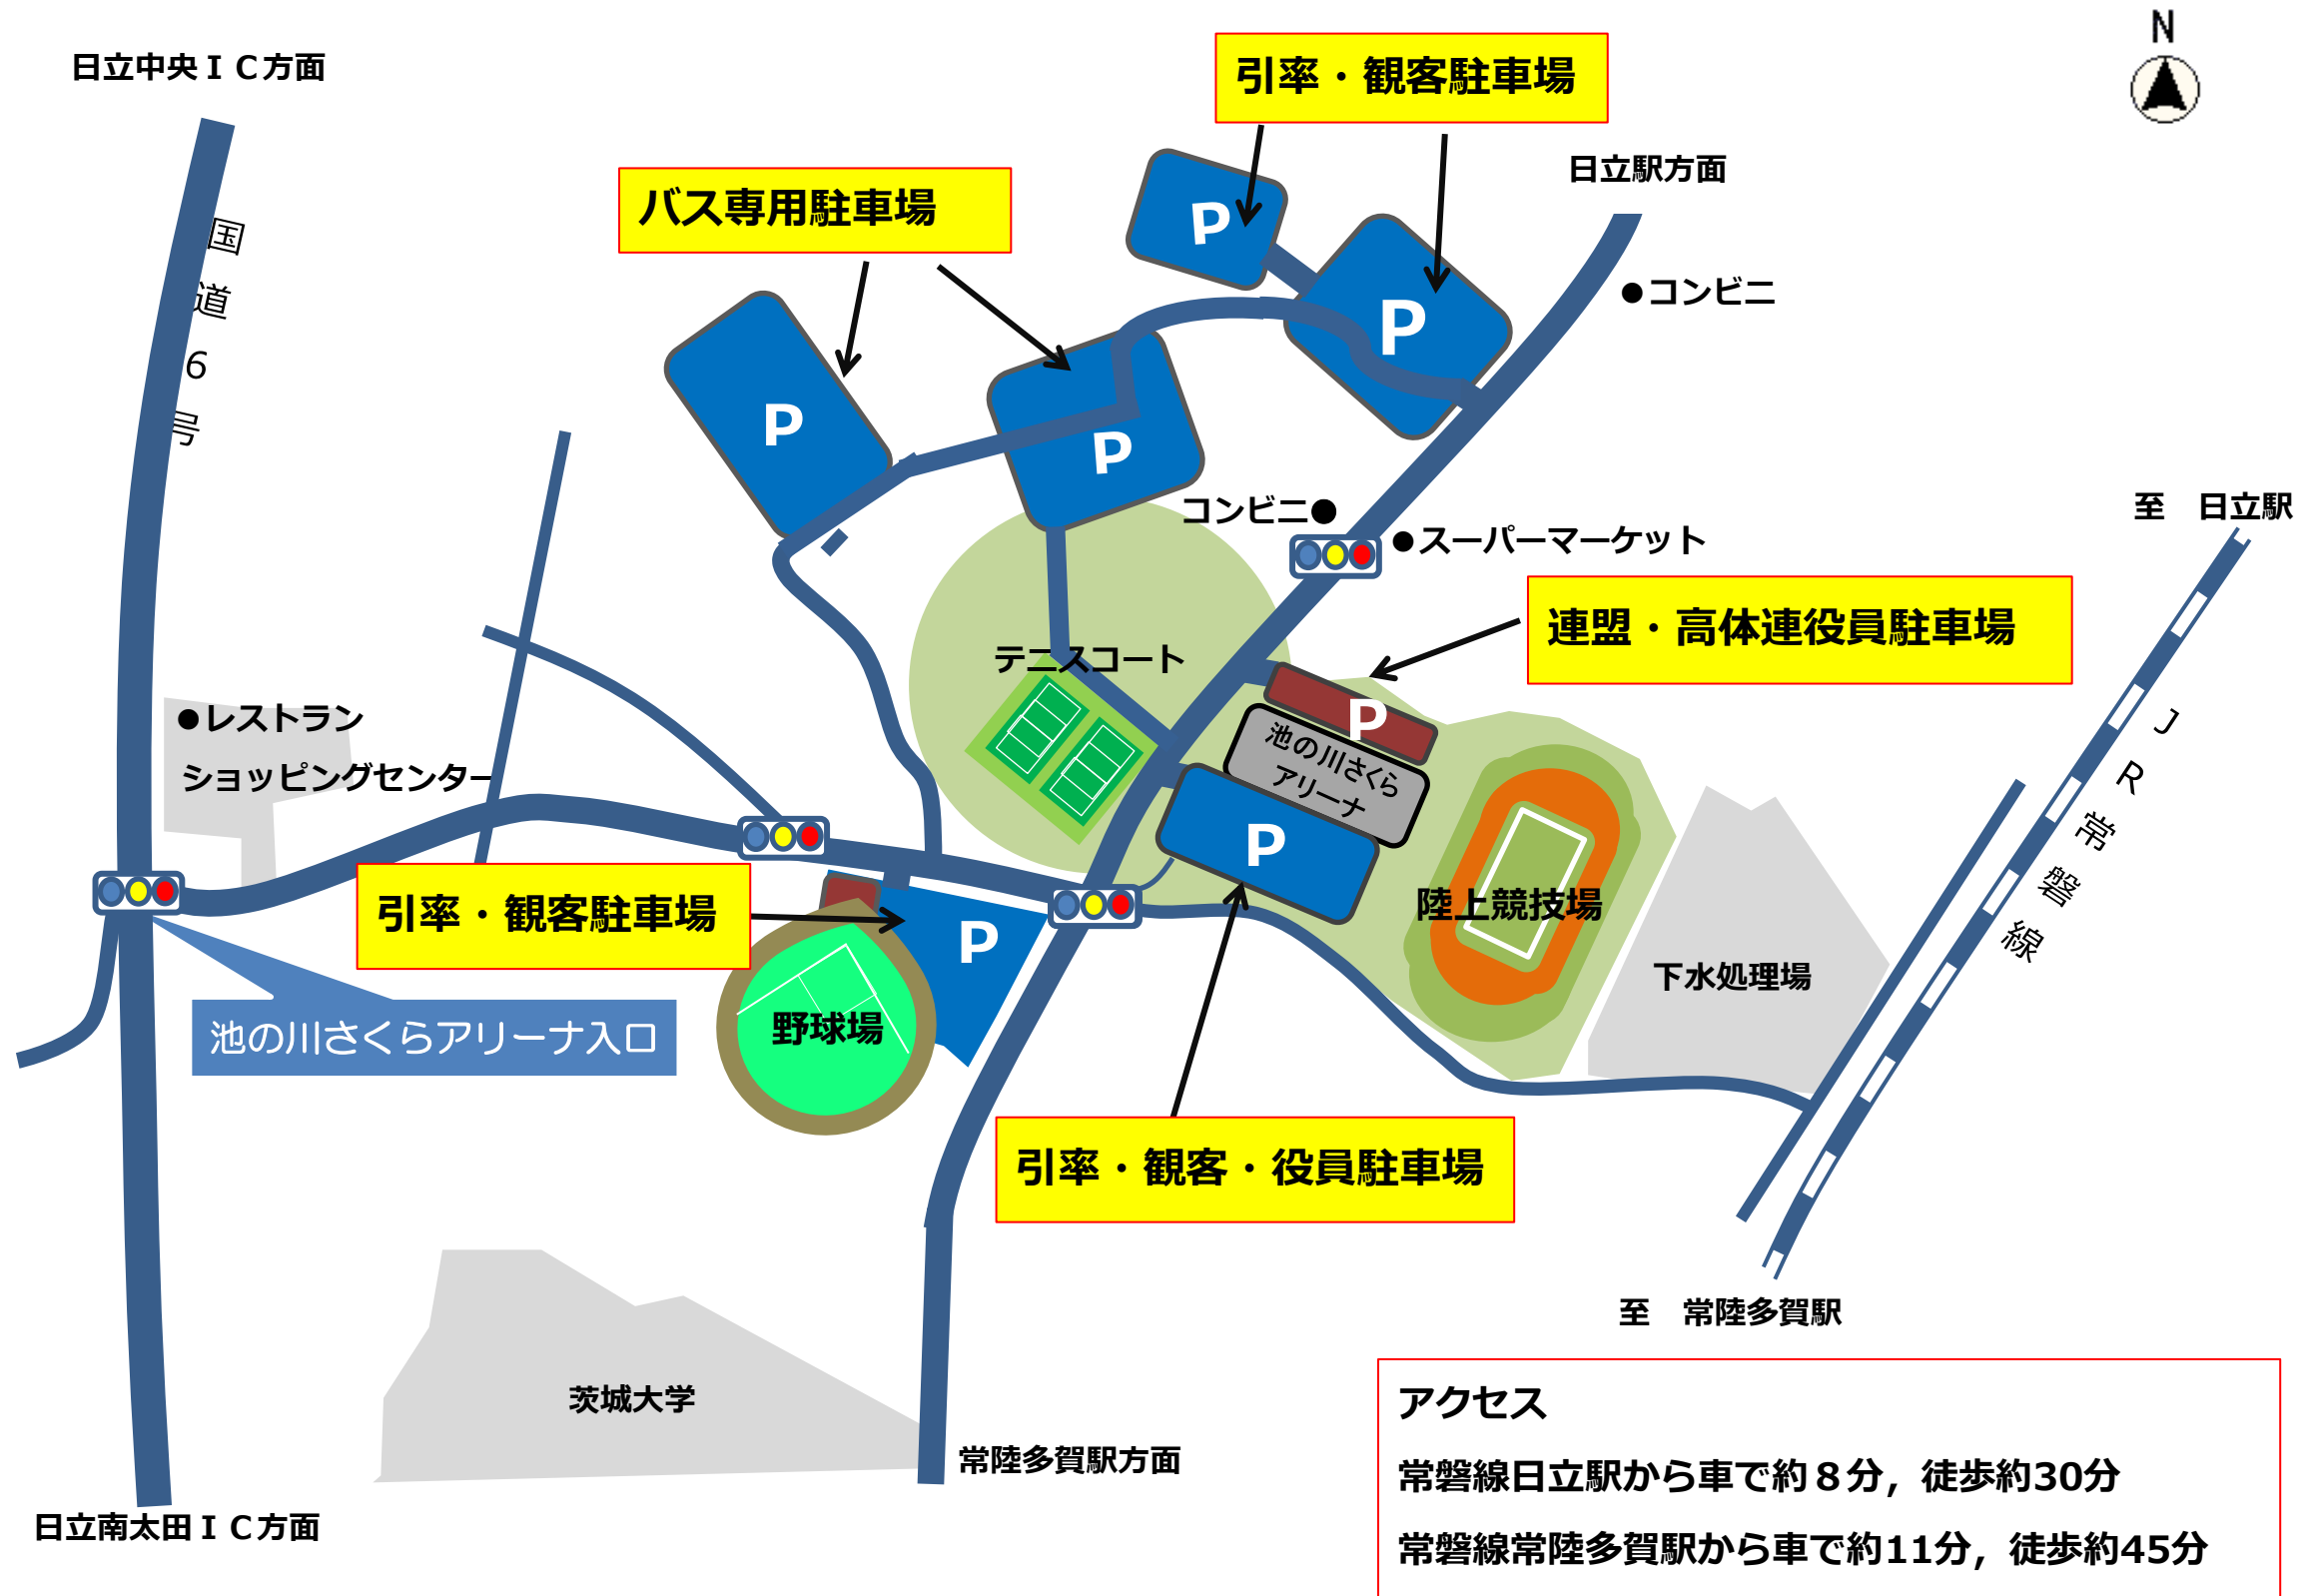 N
日立中央ＩＣ方面
引率・観客駐車場
日立駅方面
バス専用駐車場
P
国道6号
●コンビニ
P
P
P
コンビニ●
●スーパーマーケット
至　日立駅
連盟・高体連役員駐車場
テニスコート
P
●レストラン
ショッピングセンター
池の川さくら
アリーナ
ＪＲ常磐線
P
引率・観客駐車場
陸上競技場
P
下水処理場
池の川さくらアリーナ入口
野球場
引率・観客・役員駐車場
至　常陸多賀駅
茨城大学
常陸多賀駅方面
日立南太田ＩＣ方面
アクセス
常磐線日立駅から車で約８分，徒歩約30分
常磐線常陸多賀駅から車で約11分，徒歩約45分